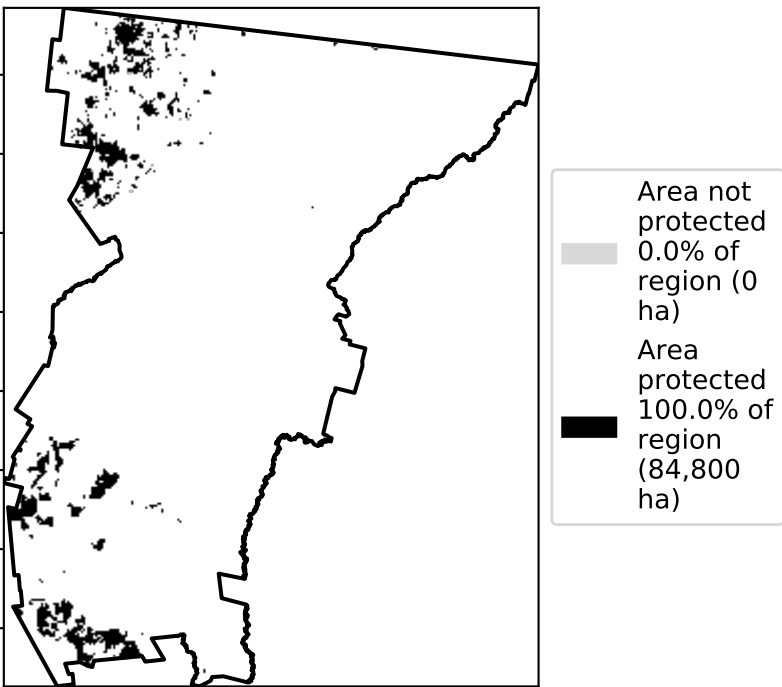 Area not
protected
0.0% of
region (0
ha)
Area
protected
100.0% of
region
(84,800
ha)